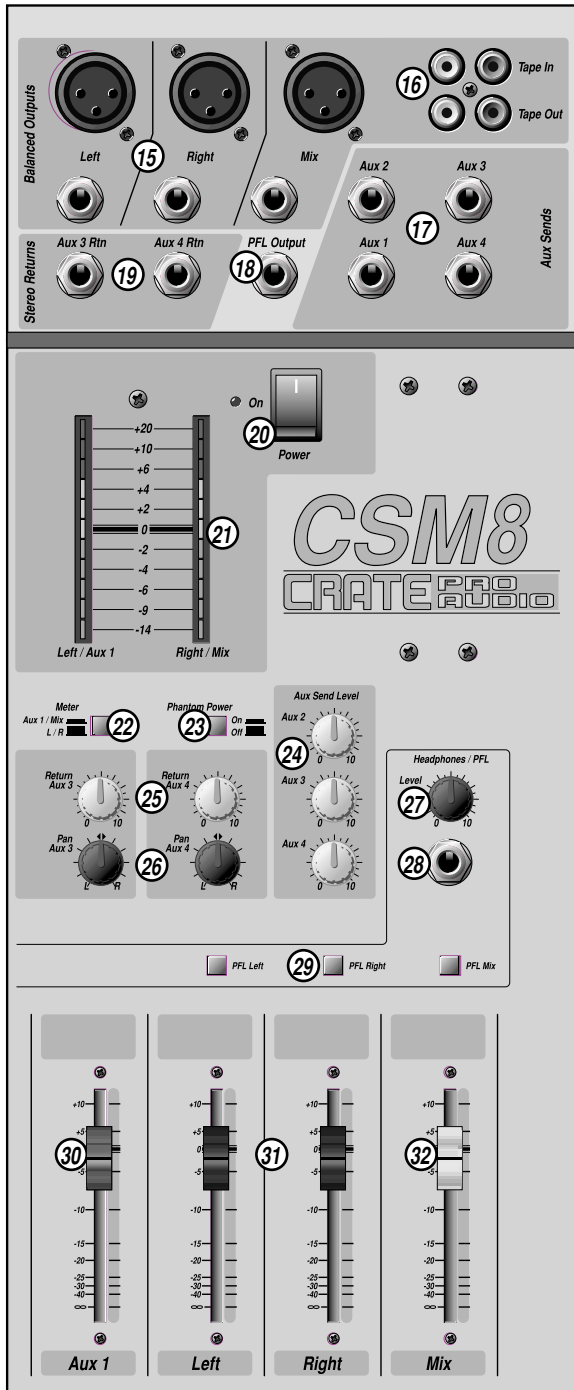 Balanced Outputs
Left
15
Right
Mix
16
Tape In
Tape Out
Aux 2
Aux 3
17
Aux 1
Aux 4
Aux Sends
Stereo Returns
Aux 3 Rtn
19
Aux 4 Rtn
PFL Output
18
On
20
Power
+20
+10
+6
+4
+2
0
-2
-4
-6
-9
-14
21
Left / Aux 1
Right / Mix
CSM8
CRATE PRO AUDIO
Meter
Aux 1 / Mix
L / R
22
Phantom Power
23
On
Off
Aux Send Level
Aux 2
24
0 10
Aux 3
0 10
Aux 4
0 10
Return
Aux 3
0 10
25
Return
Aux 4
0 10
Pan
Aux 3
L R
26
Pan
Aux 4
L R
Headphones / PFL
Level
27
0 10
28
PFL Left
29
PFL Right
PFL Mix
+10
+5
0
-5
-10
-15
-20
-25
-30
-40
∞
30
Aux 1
+10
+5
0
-5
-10
-15
-20
-25
-30
-40
∞
Left
31
+10
+5
0
-5
-10
-15
-20
-25
-30
-40
∞
Right
+10
+5
0
-5
-10
-15
-20
-25
-30
-40
∞
32
Mix